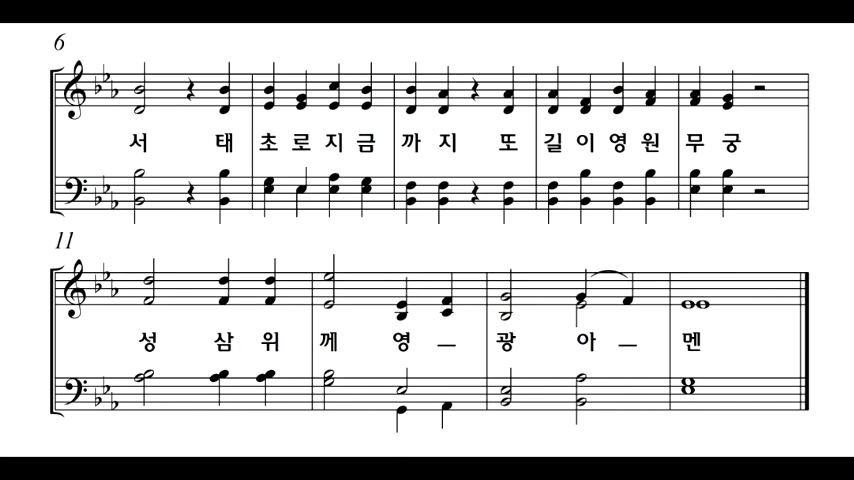 6
서 태 초 로 지 금 까 지 또 길 이 영 원 무 궁
11
성 삼 위 께 영 _ 광 아 _ 멘